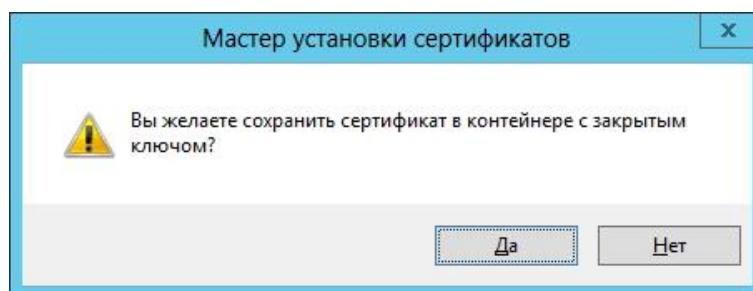 Мастер установки сертификатов
x
Вы желаете сохранить сертификат в контейнере с закрытым
ключом?
Да
Нет